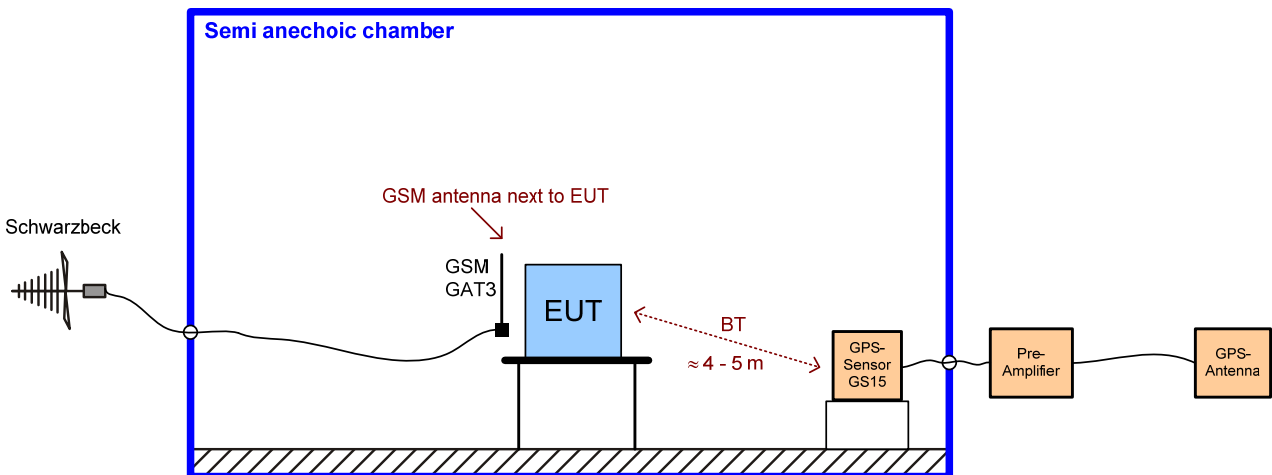 Semi anechoic chamber
GSM antenna next to EUT
Schwarzbeck
GSM
GAT3
EUT
BT
≈ 4 - 5 m
GPS-
Sensor
GS15
Pre-
Amplifier
GPS-
Antenna